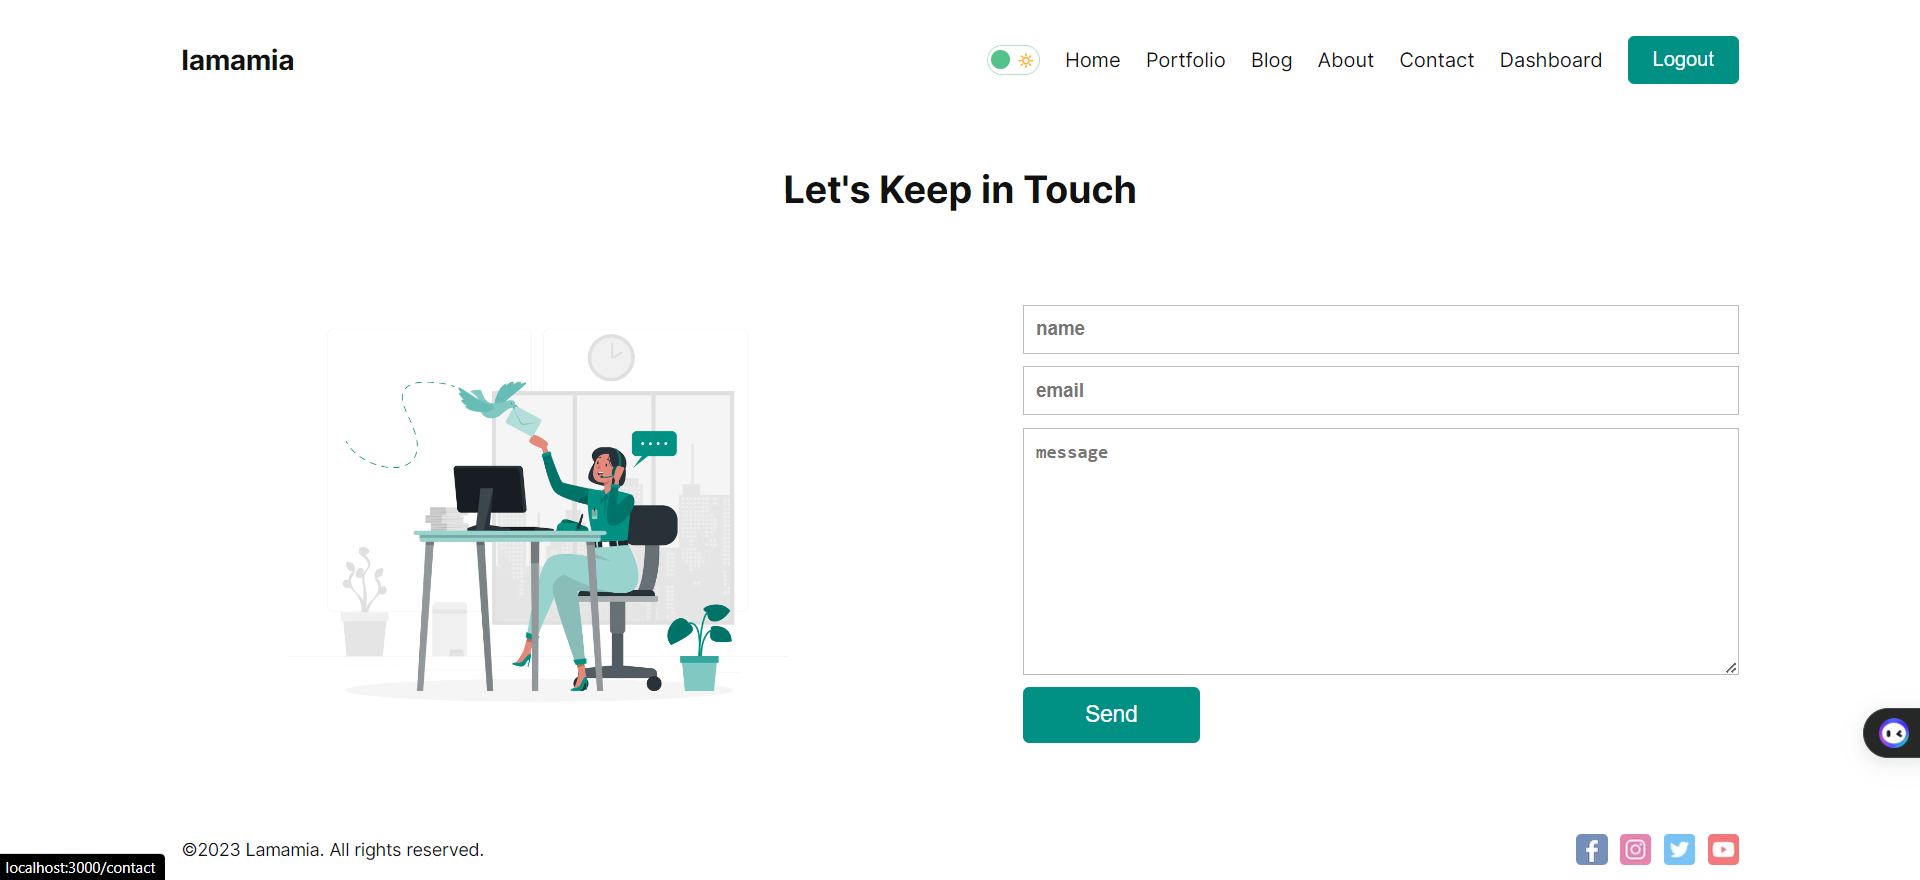 lamamia
Home Portfolio Blog About Contact Dashboard Logout
Let's Keep in Touch
name
email
message
Send
©2023 Lamamia. All rights reserved.
localhost:3000/contact